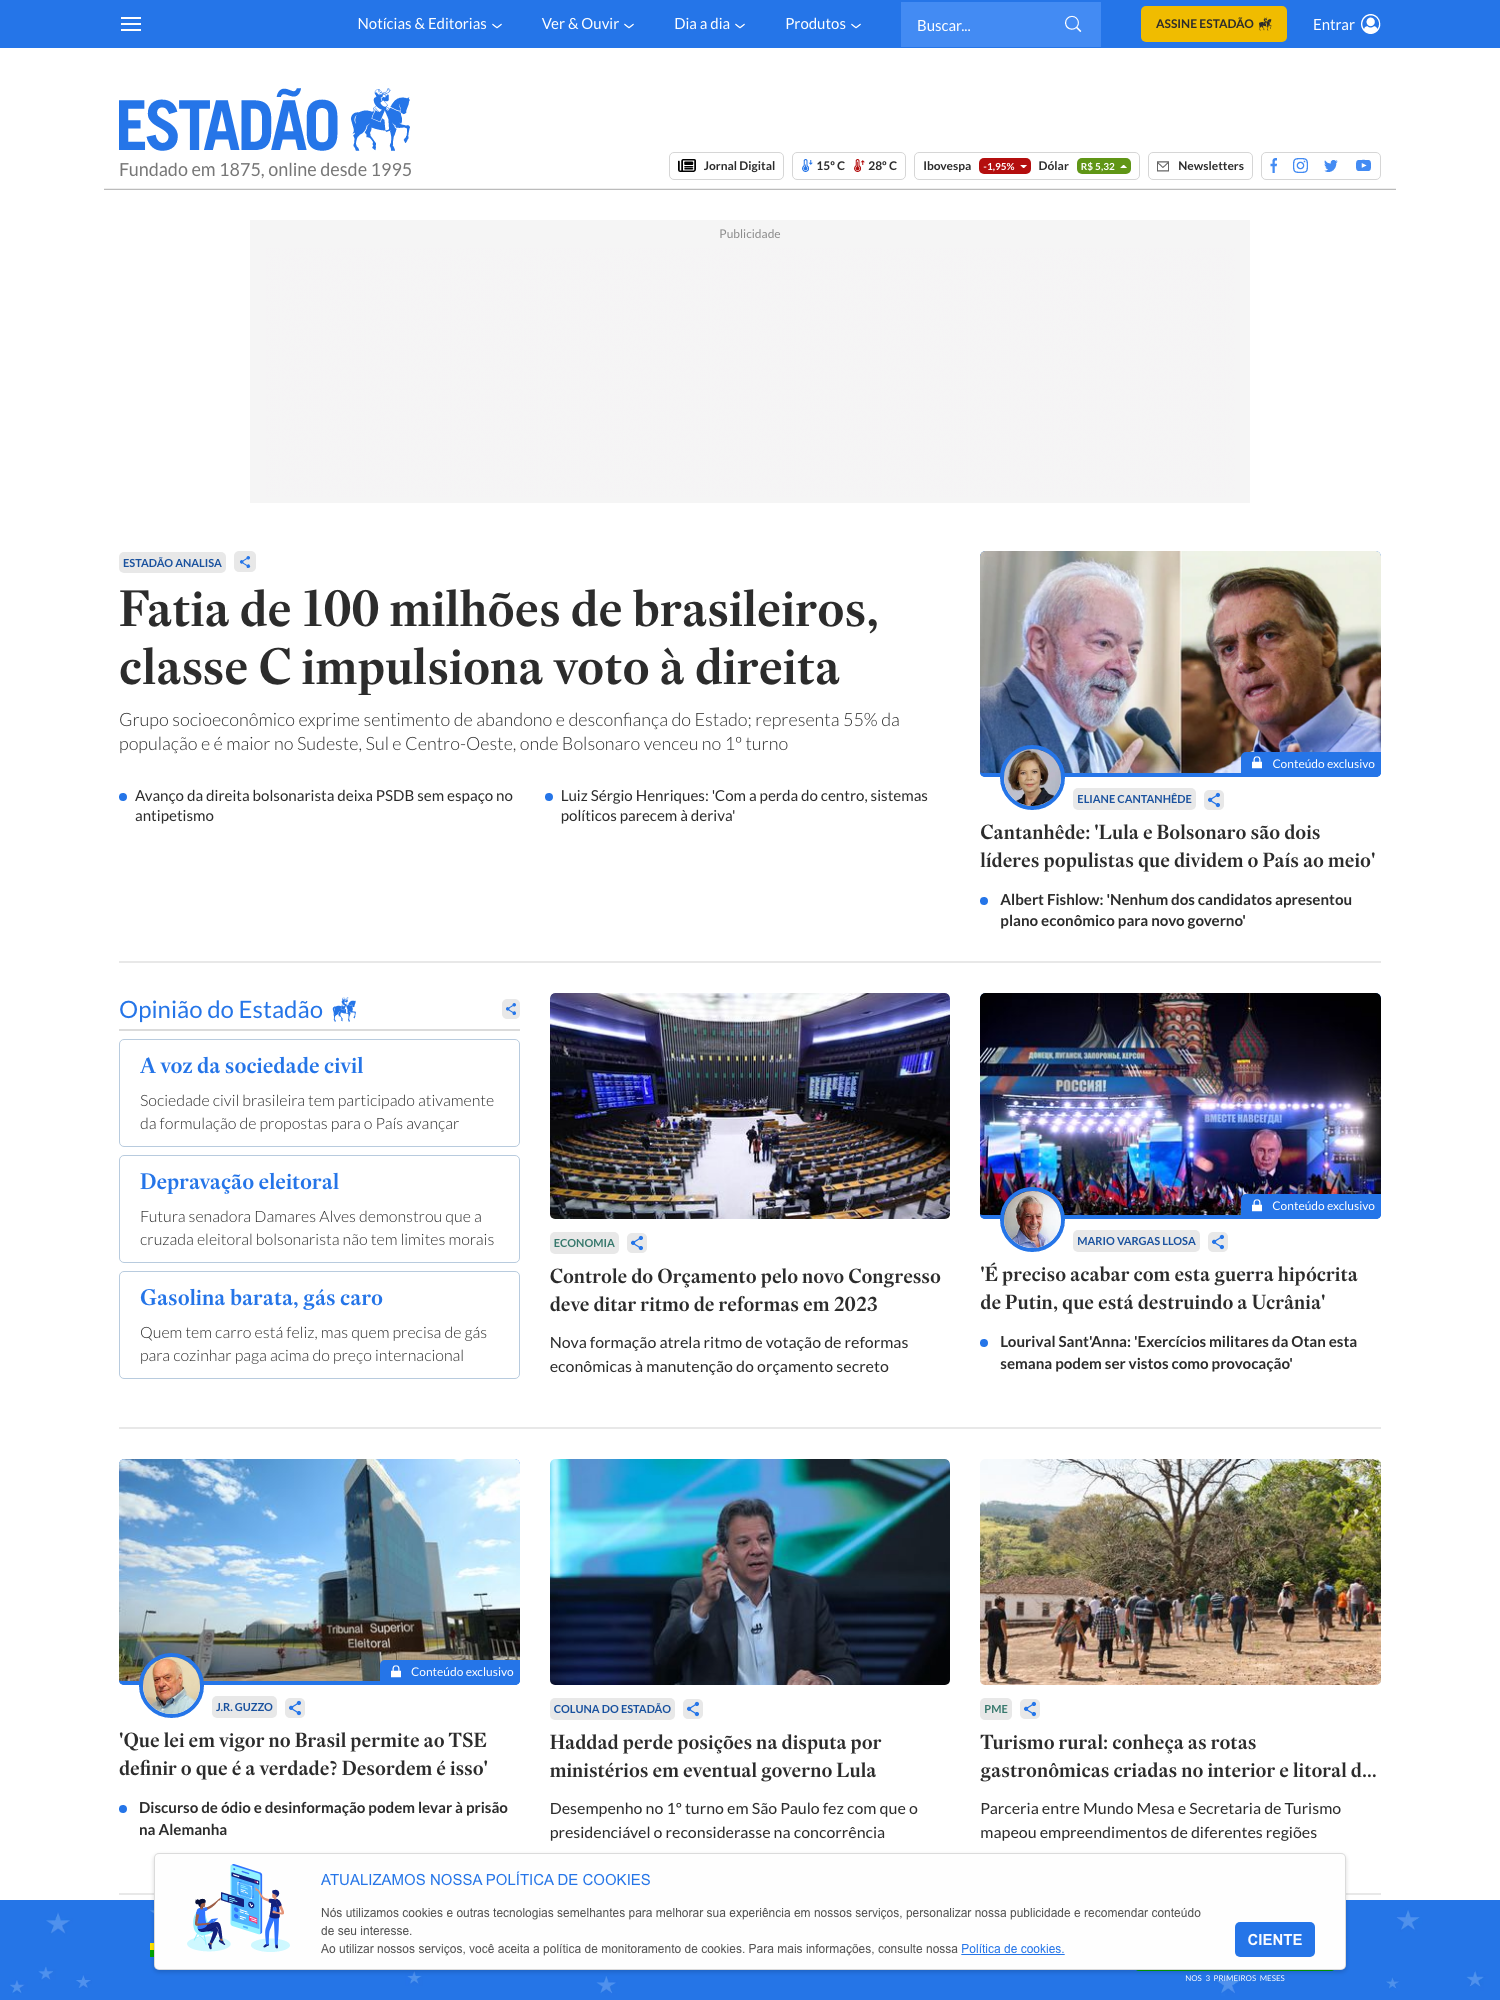 Notícias & Editorias
Ver & Ouvir
Dia a dia
Produtos
Buscar...
ASSINE ESTADÃO
Entrar
ESTADÃO
Fundado em 1875, online desde 1995
Jornal Digital
15º C
28º C
Ibovespa
-1,95%
Dólar
R$ 5,32
Newsletters
Publicidade
ESTADÃO ANALISA
Fatia de 100 milhões de brasileiros,
classe C impulsiona voto à direita
Grupo socioeconômico exprime sentimento de abandono e desconfiança do Estado; representa 55% da
população e é maior no Sudeste, Sul e Centro-Oeste, onde Bolsonaro venceu no 1º turno
Avanço da direita bolsonarista deixa PSDB sem espaço no
antipetismo
Luiz Sérgio Henriques: 'Com a perda do centro, sistemas
políticos parecem à deriva'
Conteúdo exclusivo
ELIANE CANTANHÊDE
Cantanhêde: 'Lula e Bolsonaro são dois
líderes populistas que dividem o País ao meio'
Albert Fishlow: 'Nenhum dos candidatos apresentou
plano econômico para novo governo'
Opinião do Estadão
A voz da sociedade civil
Sociedade civil brasileira tem participado ativamente
da formulação de propostas para o País avançar
Depravação eleitoral
Futura senadora Damares Alves demonstrou que a
cruzada eleitoral bolsonarista não tem limites morais
Gasolina barata, gás caro
Quem tem carro está feliz, mas quem precisa de gás
para cozinhar paga acima do preço internacional
ECONOMIA
Controle do Orçamento pelo novo Congresso
deve ditar ritmo de reformas em 2023
Nova formação atrela ritmo de votação de reformas
econômicas à manutenção do orçamento secreto
ДОНЕЦК, ЛУГАНСК, ЗАПОРОЖЬЕ, ХЕРСОН
РОССИЯ!
ВМЕСТЕ НАВСЕГДА!
Conteúdo exclusivo
MARIO VARGAS LLOSA
'É preciso acabar com esta guerra hipócrita
de Putin, que está destruindo a Ucrânia'
Lourival Sant'Anna: 'Exercícios militares da Otan esta
semana podem ser vistos como provocação'
Tribunal Superior
Eleitoral
Conteúdo exclusivo
J.R. GUZZO
'Que lei em vigor no Brasil permite ao TSE
definir o que é a verdade? Desordem é isso'
Discurso de ódio e desinformação podem levar à prisão
na Alemanha
COLUNA DO ESTADÃO
Haddad perde posições na disputa por
ministérios em eventual governo Lula
Desempenho no 1º turno em São Paulo fez com que o
presidenciável o reconsiderasse na concorrência
PME
Turismo rural: conheça as rotas
gastronômicas criadas no interior e litoral d...
Parceria entre Mundo Mesa e Secretaria de Turismo
mapeou empreendimentos de diferentes regiões
ATUALIZAMOS NOSSA POLÍTICA DE COOKIES
Nós utilizamos cookies e outras tecnologias semelhantes para melhorar sua experiência em nossos serviços, personalizar nossa publicidade e recomendar conteúdo
de seu interesse.
Ao utilizar nossos serviços, você aceita a política de monitoramento de cookies. Para mais informações, consulte nossa Política de cookies.
CIENTE
NOS 3 PRIMEIROS MESES